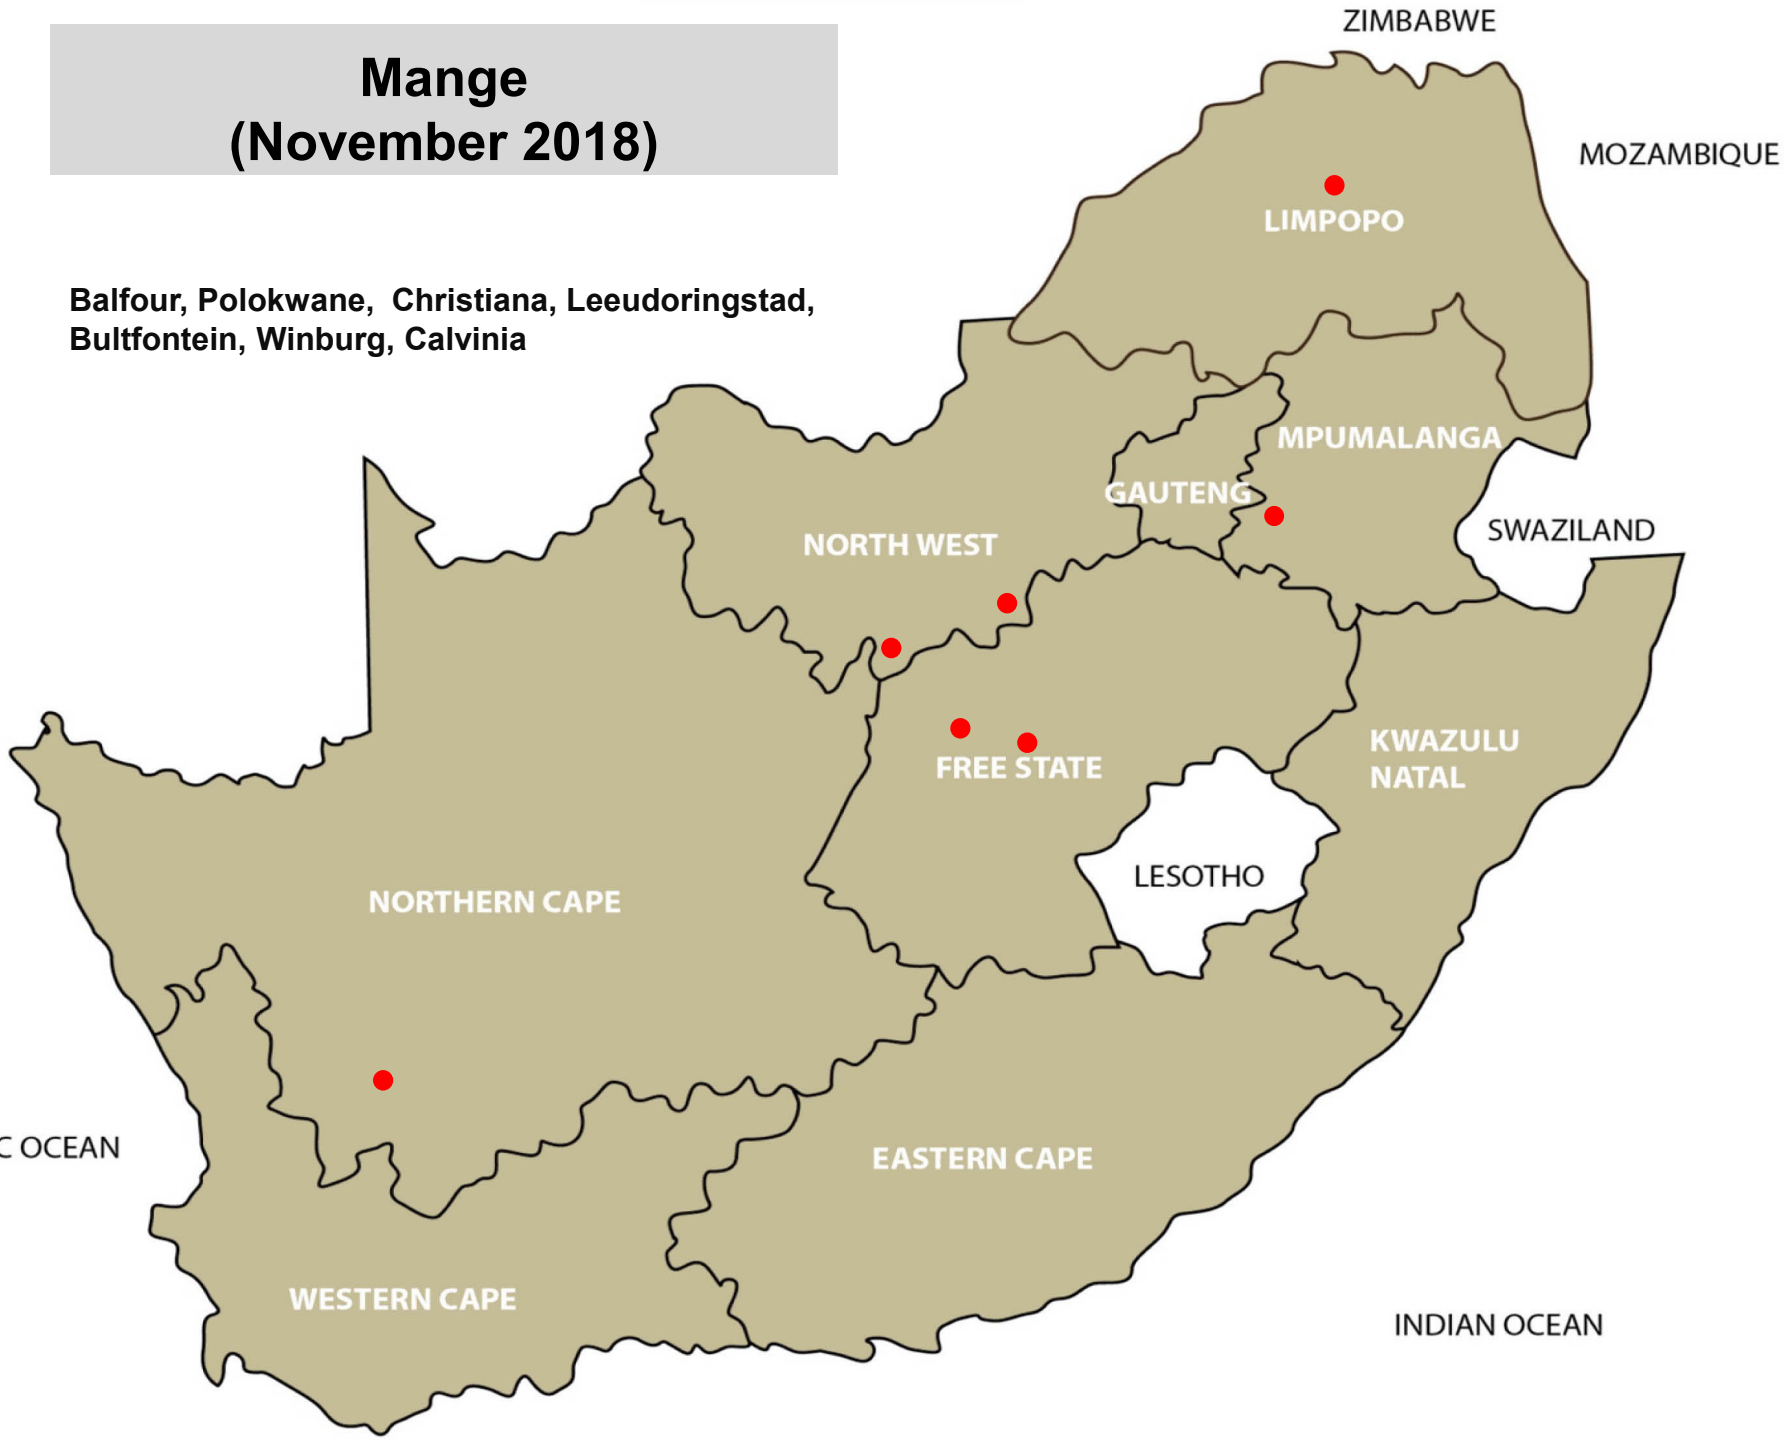 ZIMBABWE
Mange
(November 2018)
MOZAMBIQUE
LIMPOPO
Balfour, Polokwane, Christiana, Leeudoringstad,
Bultfontein, Winburg, Calvinia
MPUMALANGA
GAUTENG
SWAZILAND
NORTH WEST
KWAZULU
NATAL
FREE STATE
LESOTHO
NORTHERN CAPE
C OCEAN
EASTERN CAPE
WESTERN CAPE
INDIAN OCEAN